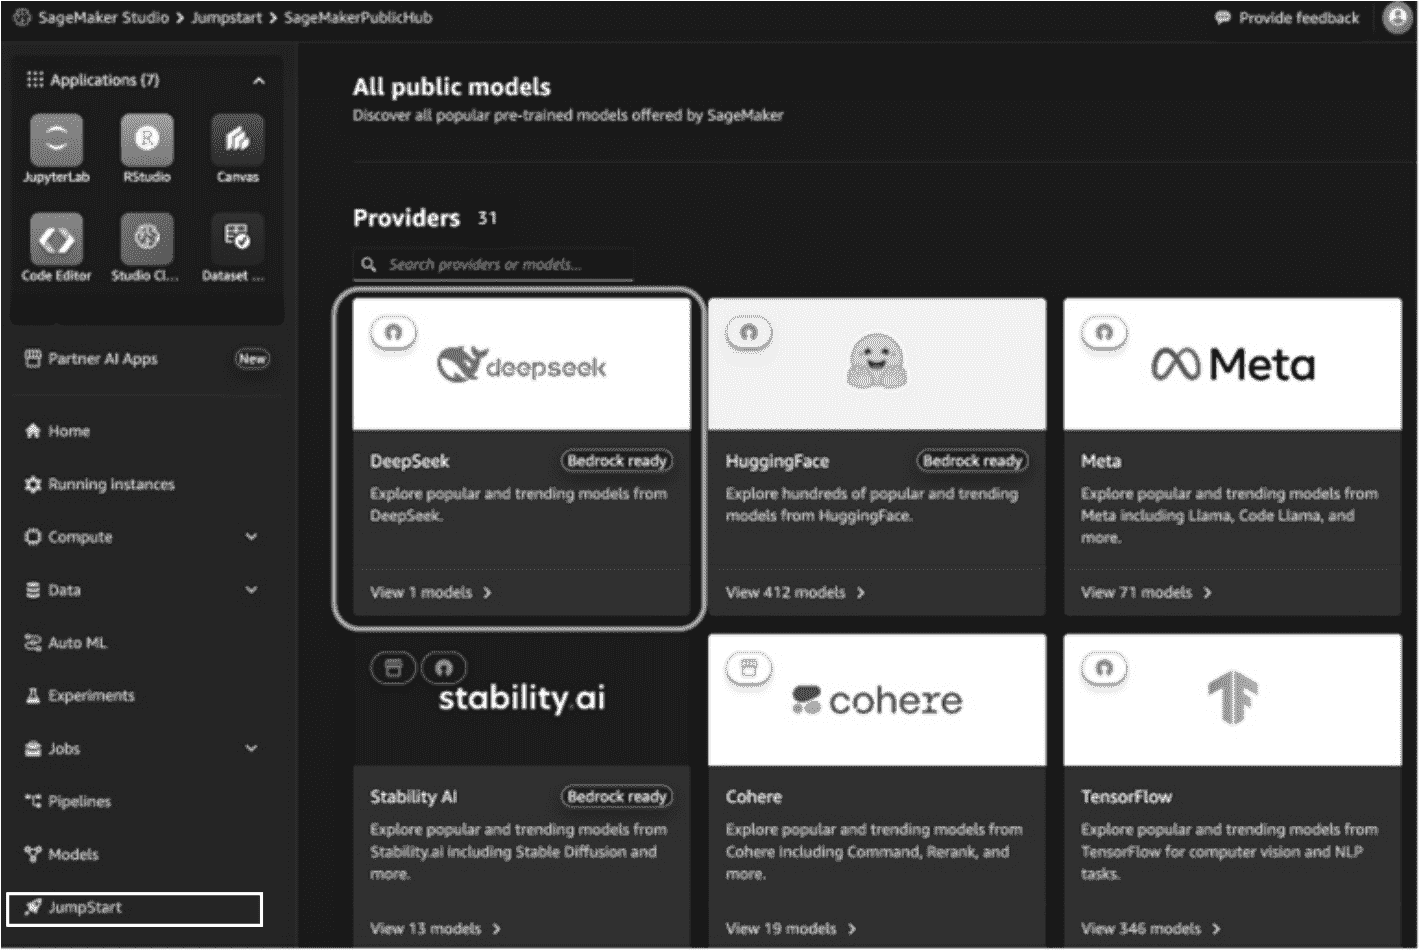 SageMaker Studio > Jumpstart > SageMakerPublicHub
Provide feedback
Applications (7)
JupyterLab
RStudio
Canvas
Code Editor
Studio Cl...
Dataset ...
Partner AI Apps
New
Home
Running instances
Compute
Data
Auto ML
Experiments
Jobs
Pipelines
Models
JumpStart
All public models
Discover all popular pre-trained models offered by SageMaker
Providers 31
Search providers or models...
deepseek
DeepSeek
Bedrock ready
Explore popular and trending models from
DeepSeek.
View 1 models >
HuggingFace
Bedrock ready
Explore hundreds of popular and trending
models from HuggingFace.
View 412 models >
Meta
Meta
Explore popular and trending models from
Meta including Llama, Code Llama, and
more.
View 71 models >
stability.ai
Stability AI
Bedrock ready
Explore popular and trending models from
Stability.ai including Stable Diffusion and
more.
View 13 models >
cohere
Cohere
Explore popular and trending models from
Cohere including Command, Rerank, and
more.
View 19 models >
TensorFlow
Explore popular and trending models from
TensorFlow for computer vision and NLP
tasks.
View 346 models >